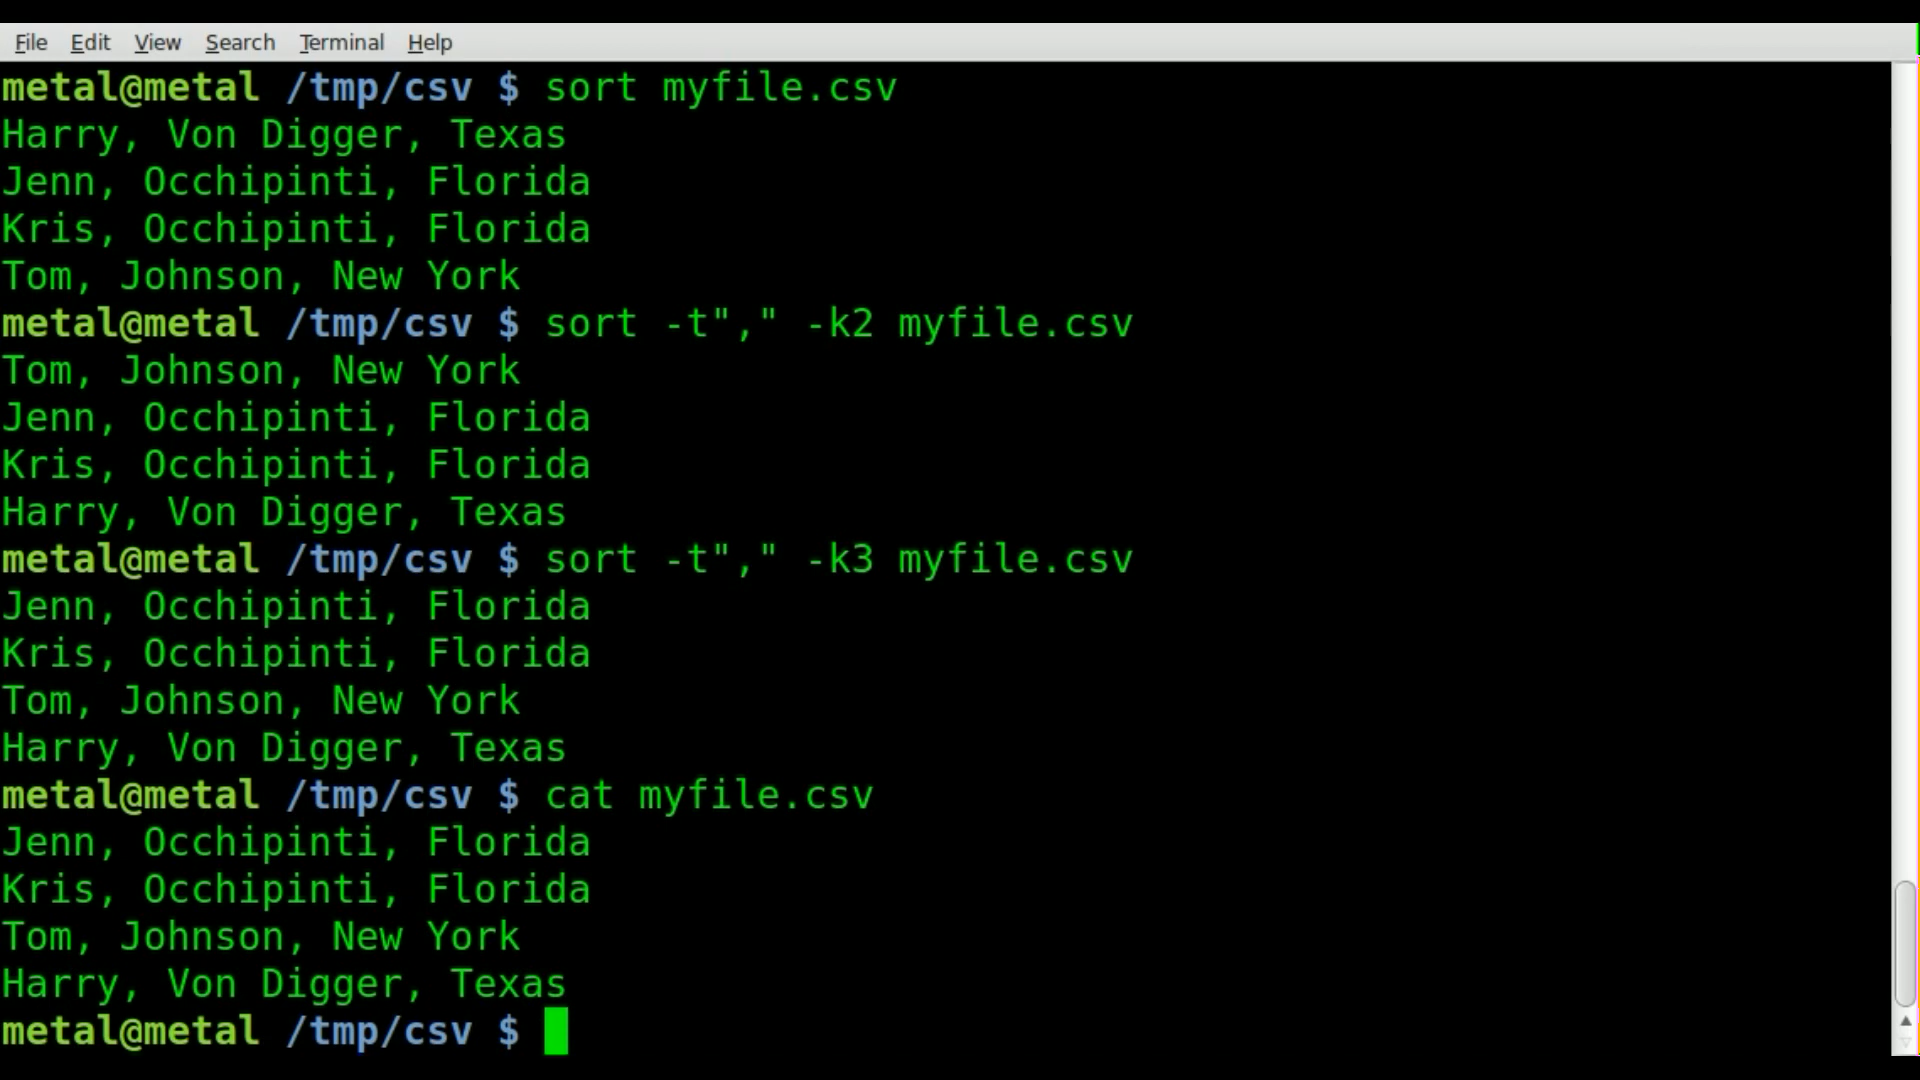 File Edit View Search Terminal Help
metal@metal /tmp/csv $ sort myfile.csv
Harry, Von Digger, Texas
Jenn, Occhipinti, Florida
Kris, Occhipinti, Florida
Tom, Johnson, New York
metal@metal /tmp/csv $ sort -t"," -k2 myfile.csv
Tom, Johnson, New York
Jenn, Occhipinti, Florida
Kris, Occhipinti, Florida
Harry, Von Digger, Texas
metal@metal /tmp/csv $ sort -t"," -k3 myfile.csv
Jenn, Occhipinti, Florida
Kris, Occhipinti, Florida
Tom, Johnson, New York
Harry, Von Digger, Texas
metal@metal /tmp/csv $ cat myfile.csv
Jenn, Occhipinti, Florida
Kris, Occhipinti, Florida
Tom, Johnson, New York
Harry, Von Digger, Texas
metal@metal /tmp/csv $